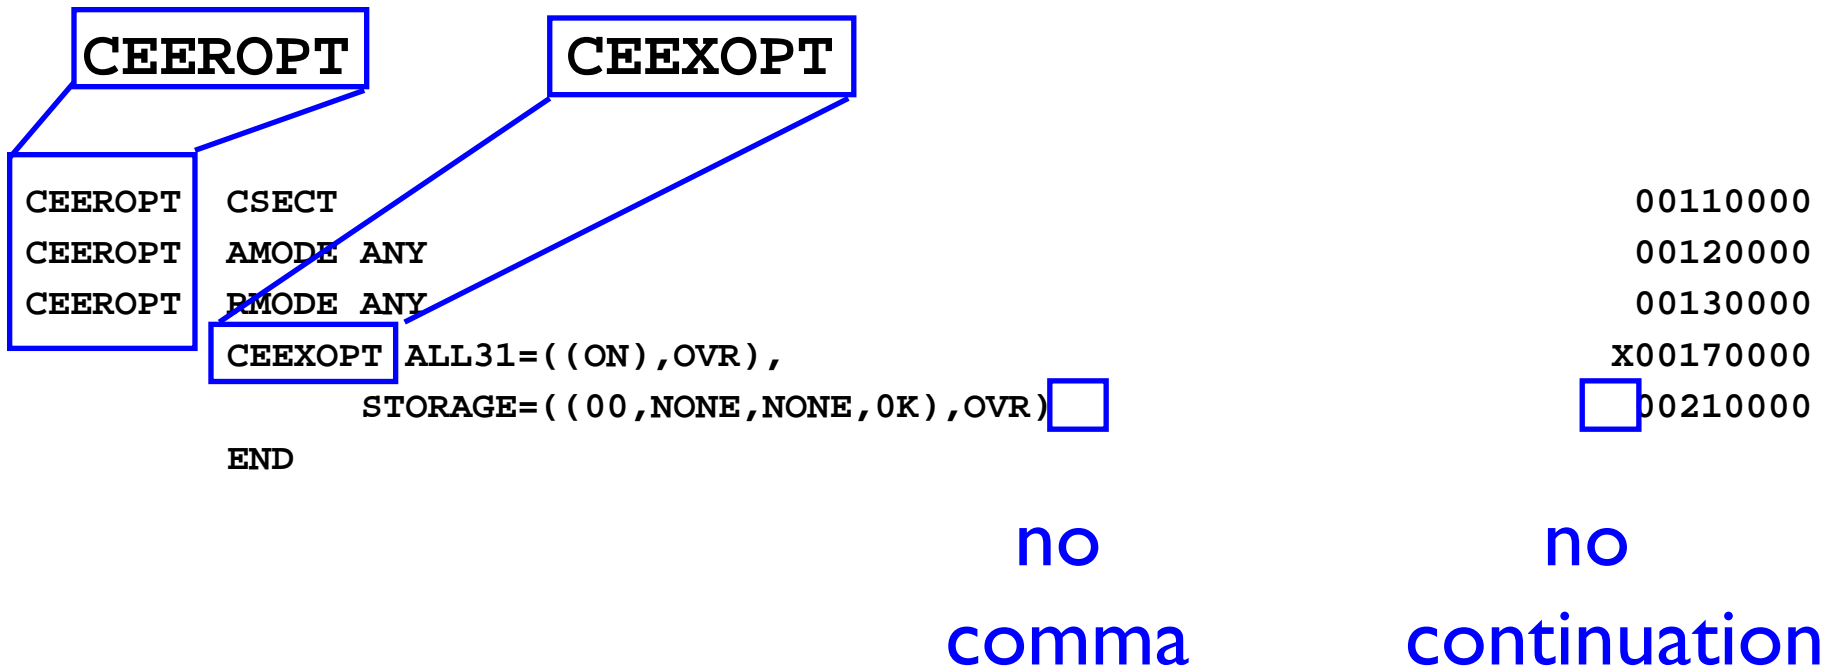 CEEROPT CEEXOPT
CEEROPT CSECT 00110000
CEEROPT AMODE ANY 00120000
CEEROPT RMODE ANY 00130000
CEEXOPT ALL31=((ON),OVR), X00170000
STORAGE=((00,NONE,NONE,0K),OVR) 00210000
END
no no
comma continuation